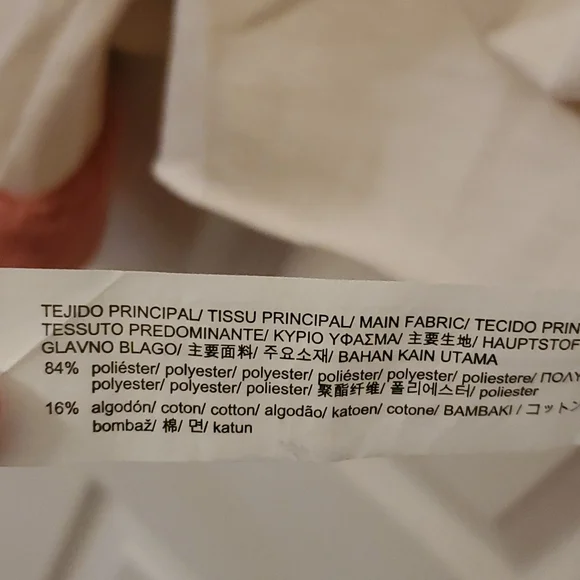 TEJIDO PRINCIPAL/ TISSU PRINCIPAL/ MAIN FABRIC/ TECIDO PRIN
TESSUTO PREDOMINANTE/ ΚΥΡΙΟ ΥΦΑΣΜΑ/ 主要生地/ HAUPTSTOF
GLAVNO BLAGO/ 主要面料/ 주요소재/ BAHAN KAIN UTAMA
84% poliéster/ polyester/ polyester/ poliéster/ polyester/ poliestere/ ΠΟΛΥ
polyester/ polyester/ poliester/ 聚酯纤维/ 폴리에스터/ poliester
16% algodón/ coton/ cotton/ algodão/ katoen/ cotone/ ΒΑΜΒΑΚΙ / コットン
bombaž/ 棉/ 면/ katun